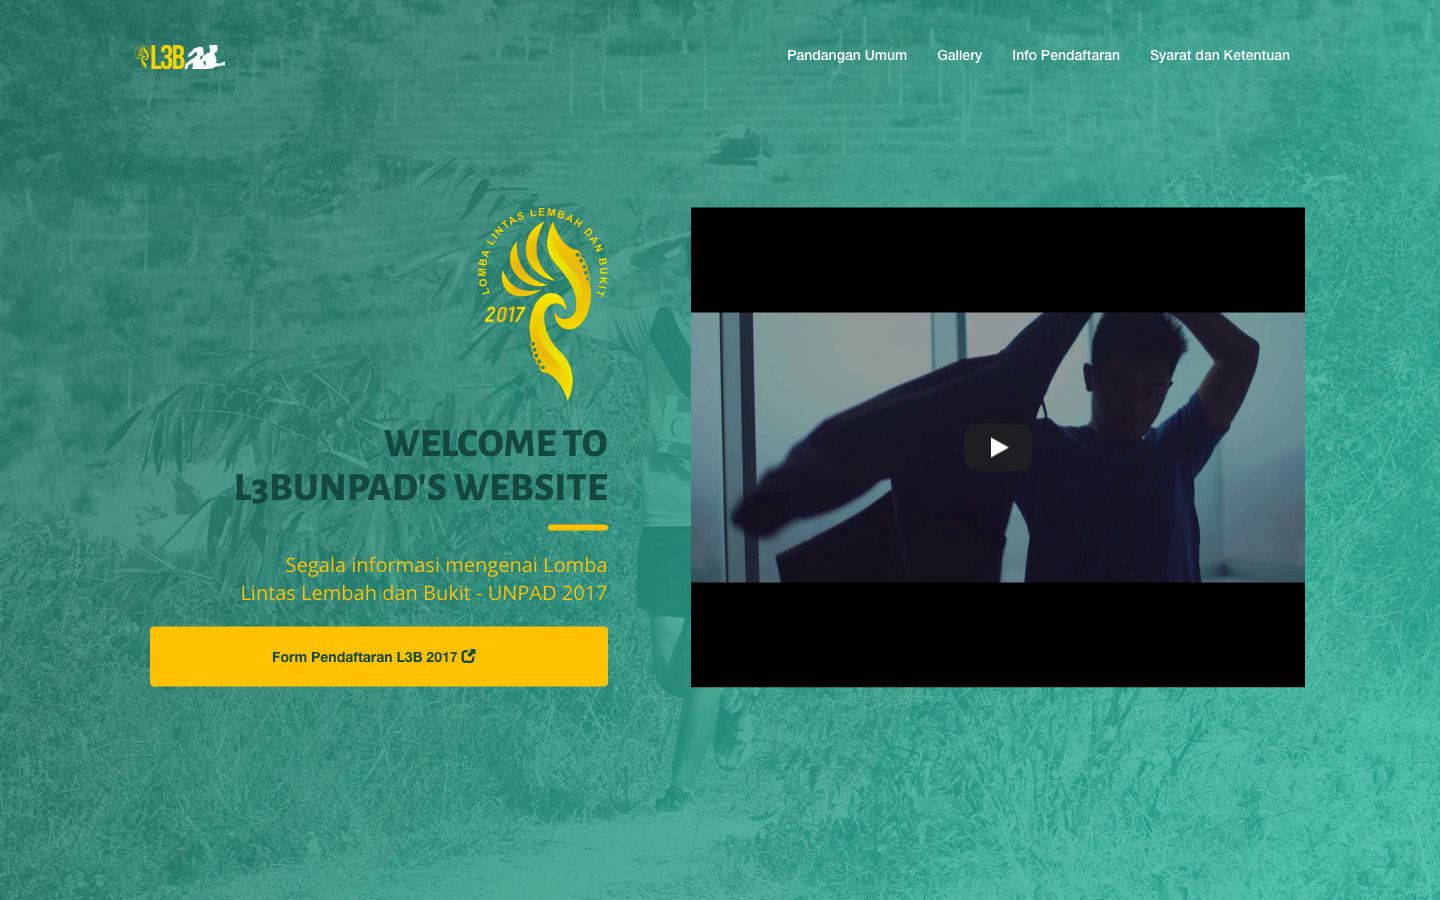 L3B
Pandangan Umum
Gallery
Info Pendaftaran
Syarat dan Ketentuan
LOMBA LINTAS LEMBAH DAN BUKIT
2017
WELCOME TO
L3BUNPAD'S WEBSITE
Segala informasi mengenai Lomba
Lintas Lembah dan Bukit - UNPAD 2017
Form Pendaftaran L3B 2017